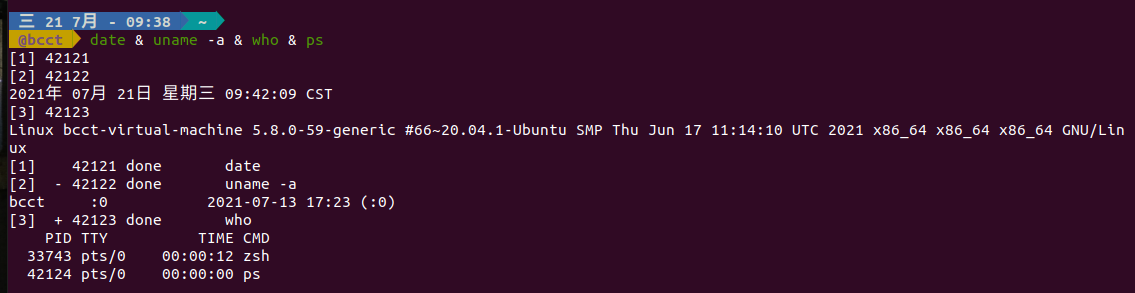 三 21 7月 - 09:38 ~
@bcct date & uname -a & who & ps
[1] 42121
[2] 42122
2021年 07月 21日 星期三 09:42:09 CST
[3] 42123
Linux bcct-virtual-machine 5.8.0-59-generic #66~20.04.1-Ubuntu SMP Thu Jun 17 11:14:10 UTC 2021 x86_64 x86_64 x86_64 GNU/Lin
ux
[1]    42121 done       date
[2]  - 42122 done       uname -a
bcct     :0           2021-07-13 17:23 (:0)
[3]  + 42123 done       who
    PID TTY          TIME CMD
  33743 pts/0    00:00:12 zsh
  42124 pts/0    00:00:00 ps